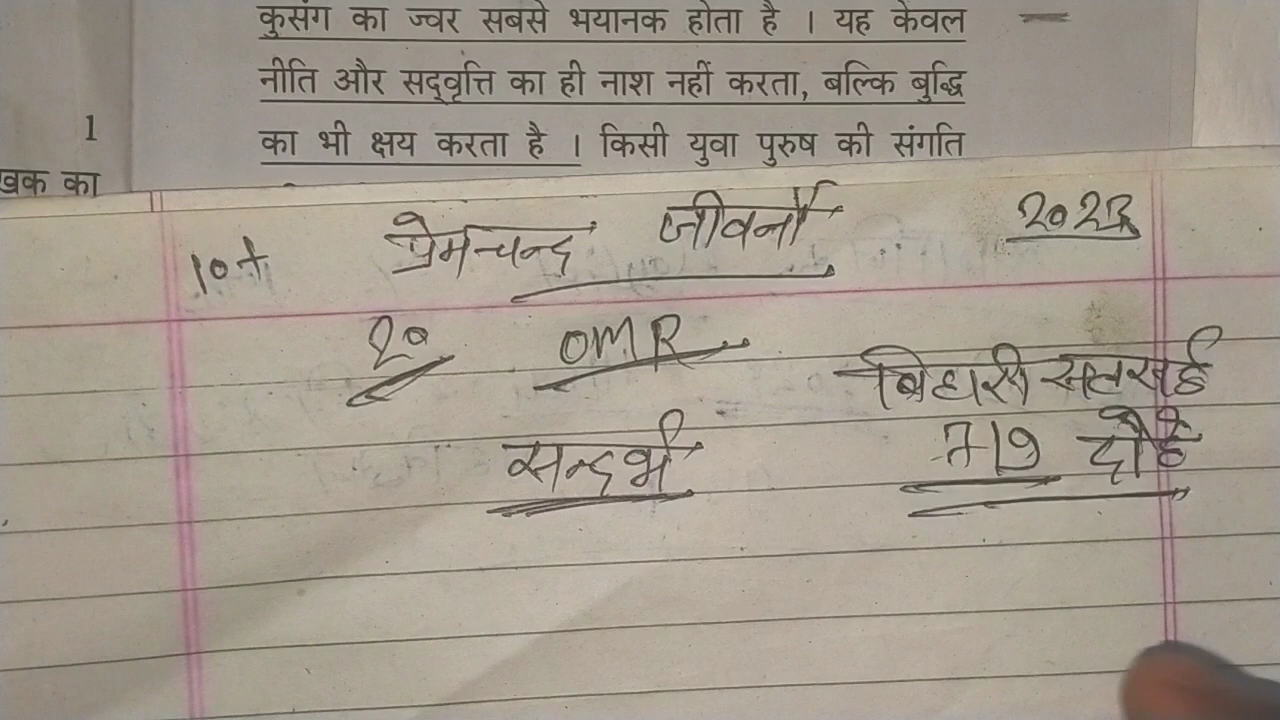 कुसंग का ज्वर सबसे भयानक होता है । यह केवल
नीति और सद्‌वृत्ति का ही नाश नहीं करता, बल्कि बुद्धि
1
का भी क्षय करता है । किसी युवा पुरुष की संगति
खक का
10+ प्रेमचन्द जीवनी 2023
20 OMR
बिहारी सतसई
सन्दर्भ 719 दोहे